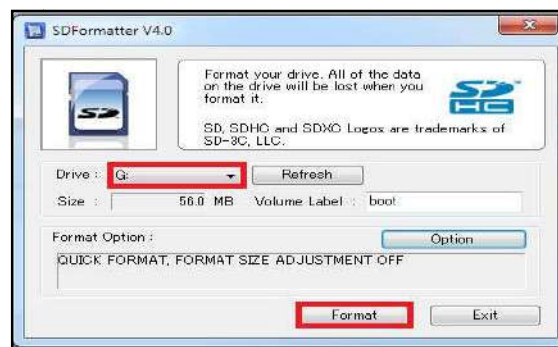 SDFormatter V4.0
Format your drive. All of the data
on the drive will be lost when you
format it.
SD, SDHC and SDXC Logos are trademarks of
SD-3C, LLC.
SD
SD
HC
Drive : G:
Refresh
Size : 56.0 MB Volume Label : boot
Format Option :
Option
QUICK FORMAT, FORMAT SIZE ADJUSTMENT OFF
Format Exit